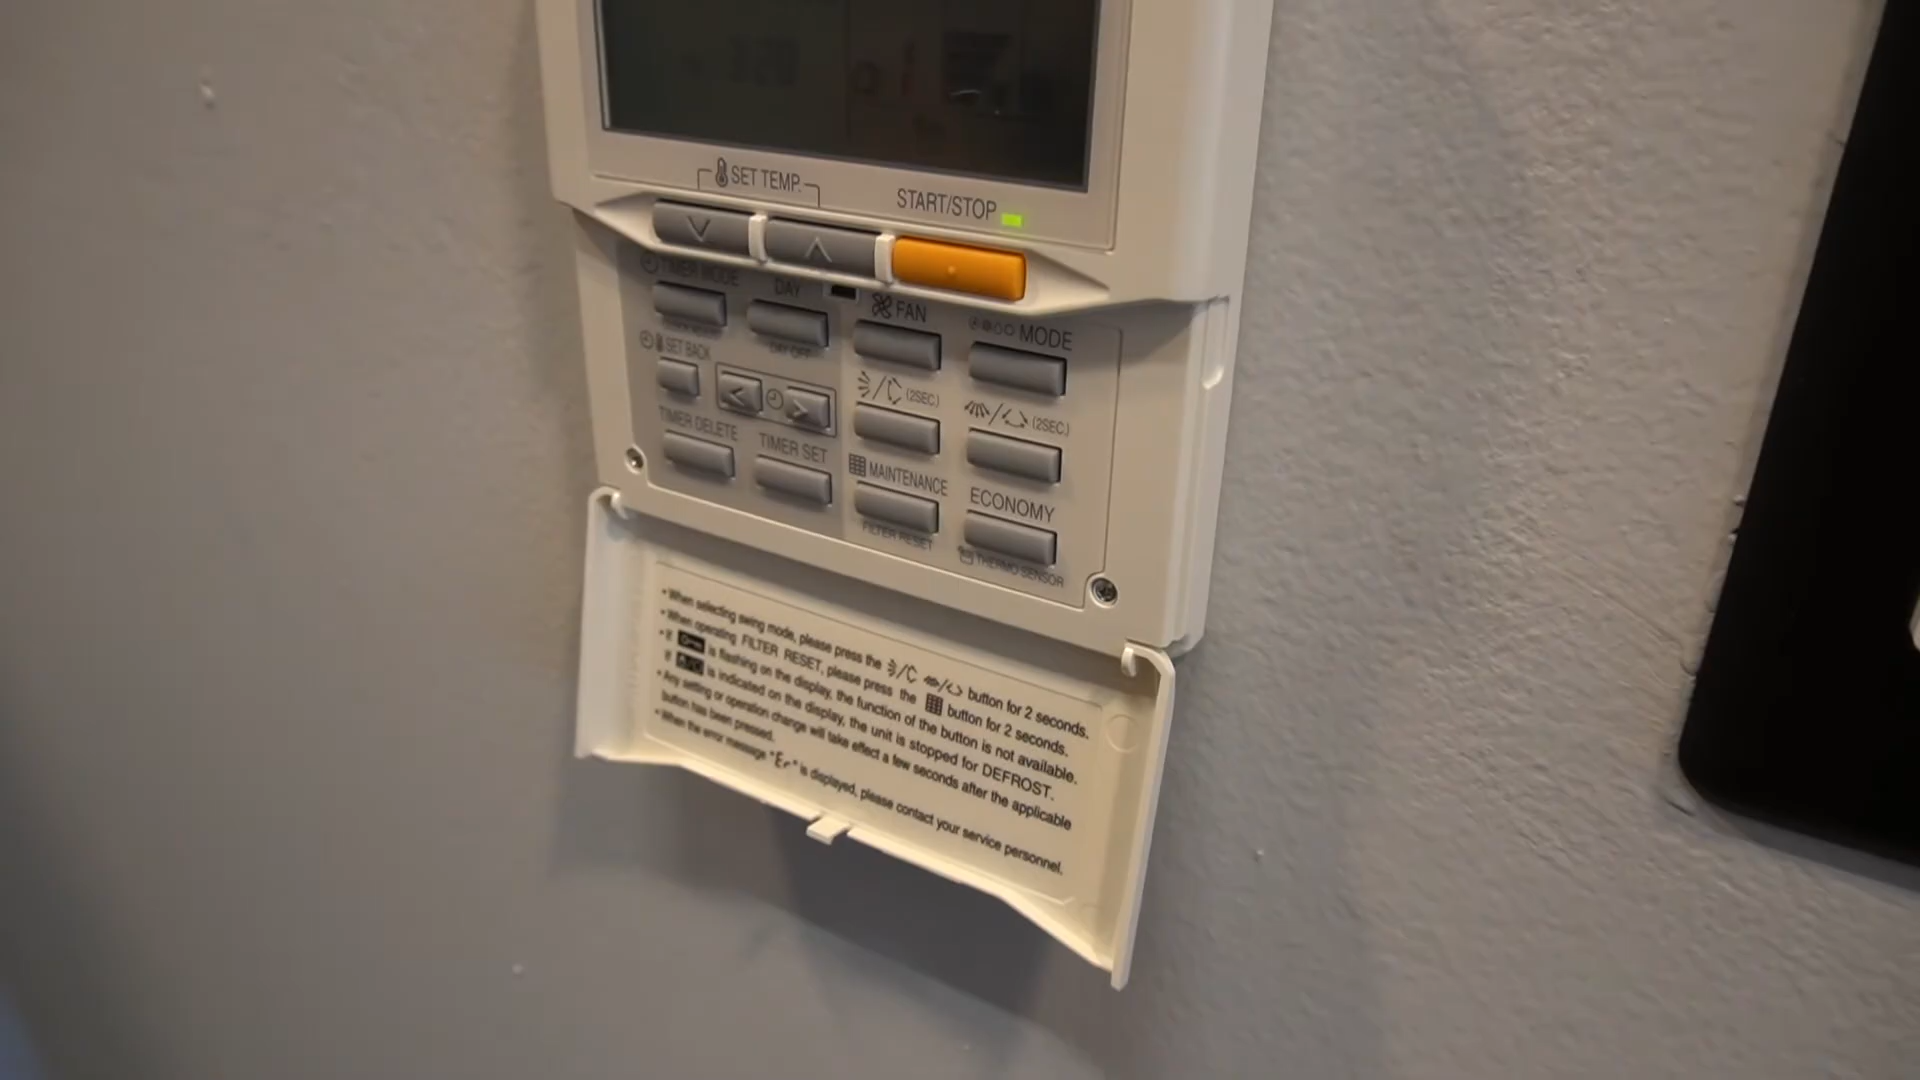 SET TEMP.
START/STOP
TIMER MODE
DAY
FAN
MODE
DAY OFF
SET BACK
(2SEC.)
(2SEC.)
TIMER DELETE
TIMER SET
MAINTENANCE
ECONOMY
FILTER RESET
THERMO SENSOR
• When selecting swing mode, please press the / button for 2 seconds.
• When operating FILTER RESET, please press the button for 2 seconds.
• If is flashing on the display, the function of the button is not available.
If is indicated on the display, the unit is stopped for DEFROST.
• Any setting or operation change will take effect a few seconds after the applicable
button has been pressed.
• When the error message "Er" is displayed, please contact your service personnel.